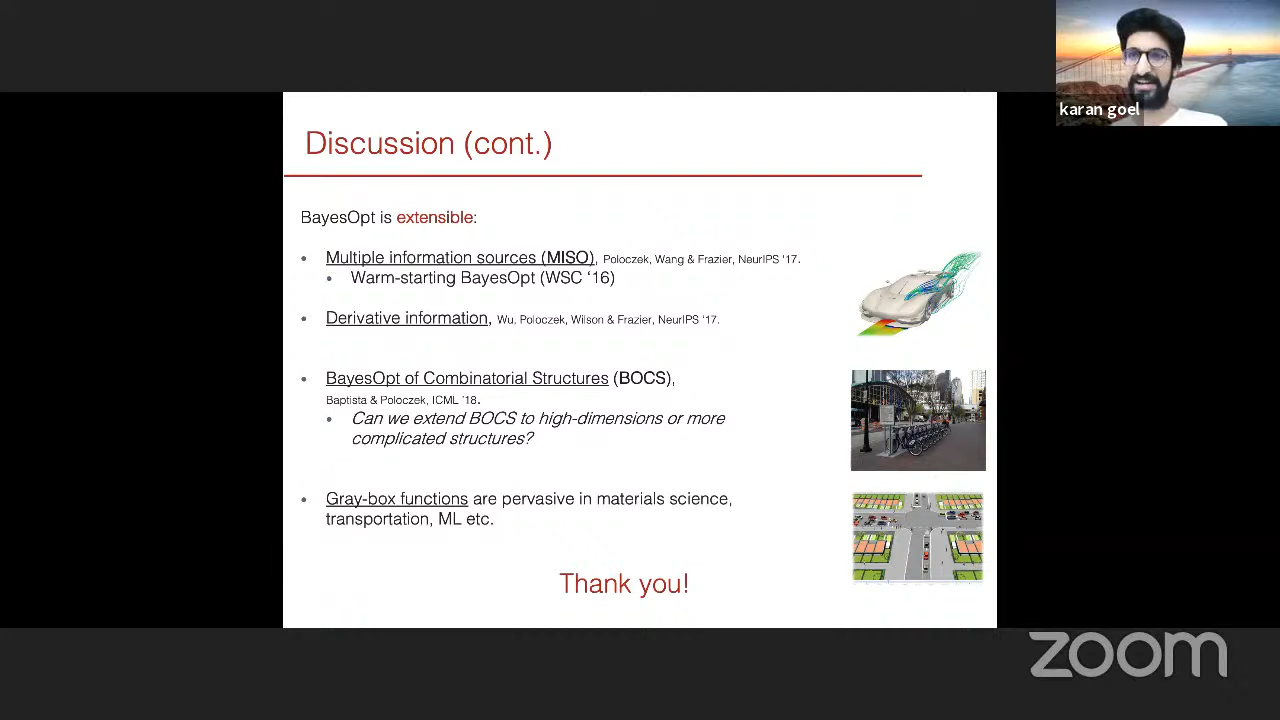 karan goel
Discussion (cont.)
BayesOpt is extensible:
• Multiple information sources (MISO), Poloczek, Wang & Frazier, NeurIPS '17.
• Warm-starting BayesOpt (WSC '16)
• Derivative information, Wu, Poloczek, Wilson & Frazier, NeurIPS '17.
• BayesOpt of Combinatorial Structures (BOCS),
Baptista & Poloczek, ICML '18.
• Can we extend BOCS to high-dimensions or more
complicated structures?
• Gray-box functions are pervasive in materials science,
transportation, ML etc.
Thank you!
zoom